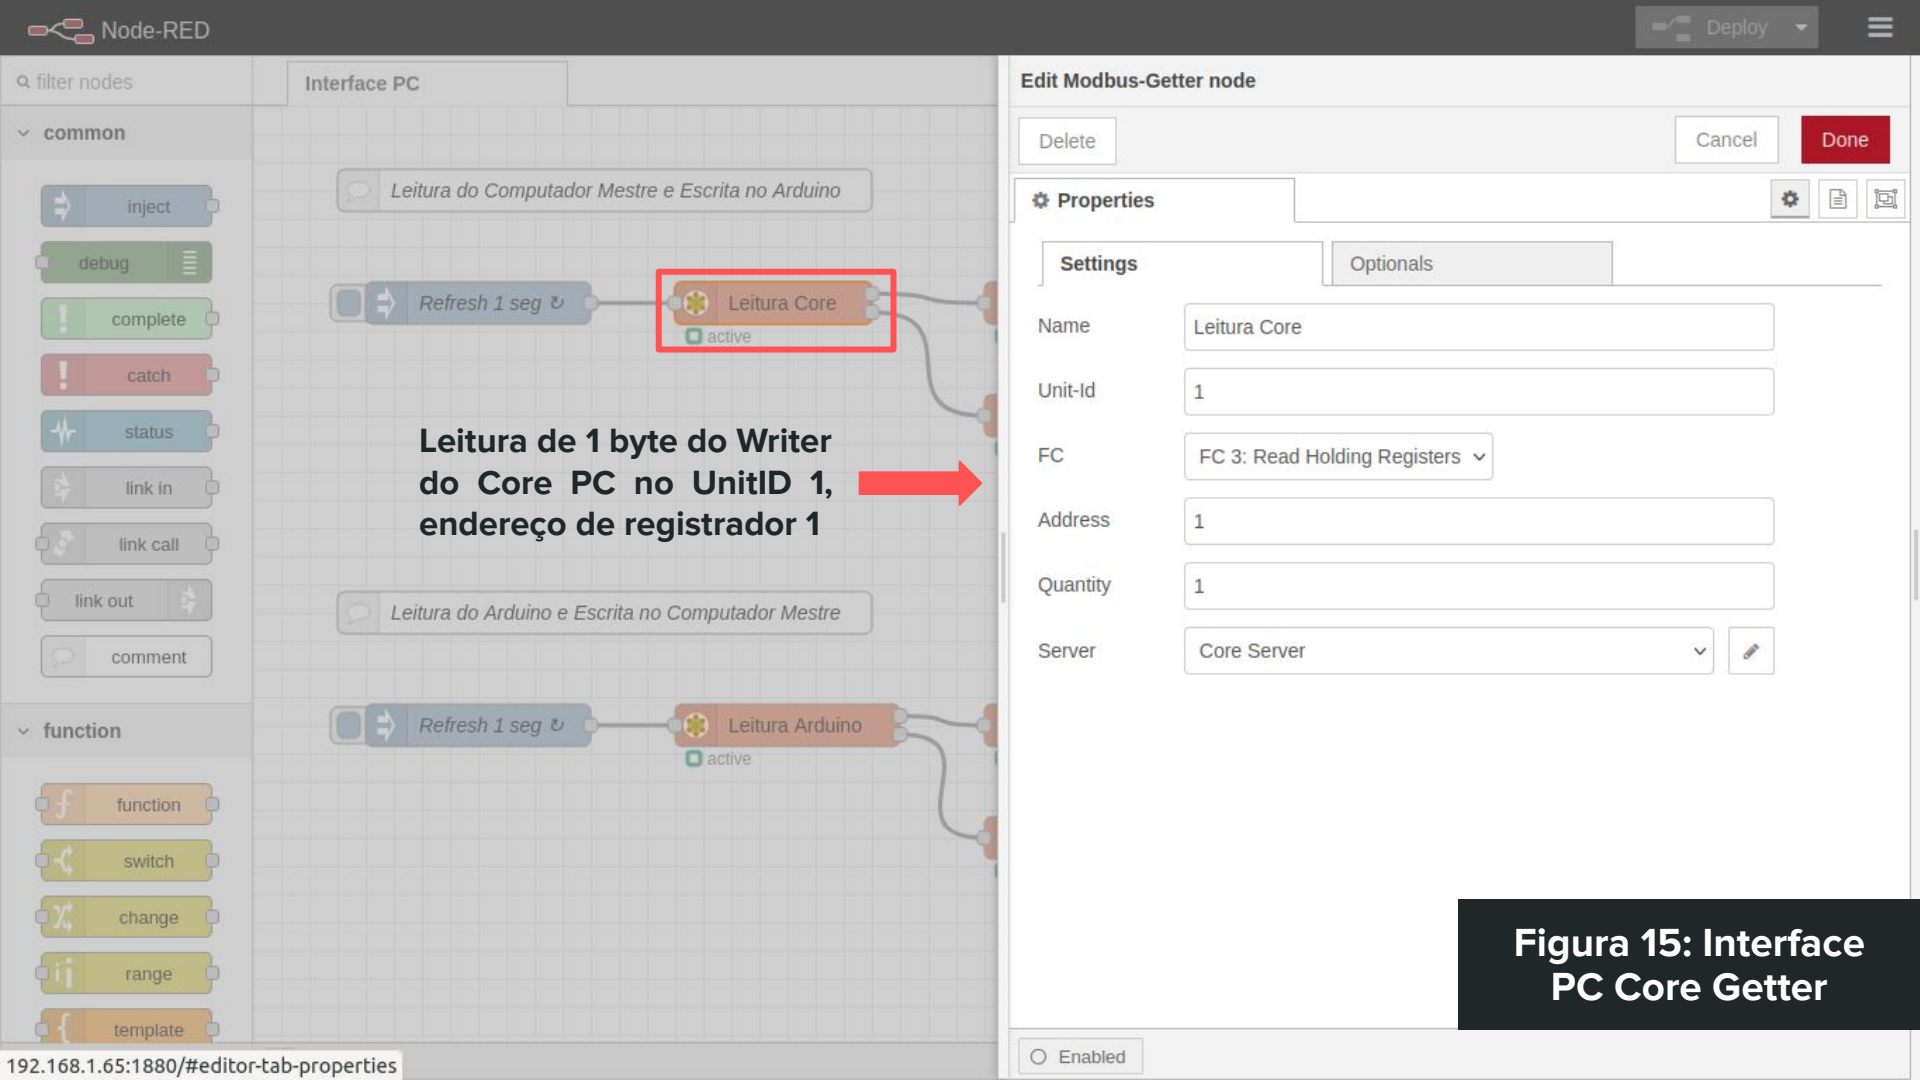 Node-RED
Deploy
filter nodes
Interface PC
common
inject
debug
complete
catch
status
link in
link call
link out
comment
function
function
switch
change
range
template
Leitura do Computador Mestre e Escrita no Arduino
Refresh 1 seg ↻
Leitura Core
active
Leitura de 1 byte do Writer
do Core PC no UnitID 1,
endereço de registrador 1
Leitura do Arduino e Escrita no Computador Mestre
Refresh 1 seg ↻
Leitura Arduino
active
Edit Modbus-Getter node
Delete
Cancel
Done
Properties
Settings
Optionals
Name
Leitura Core
Unit-Id
1
FC
FC 3: Read Holding Registers
Address
1
Quantity
1
Server
Core Server
Figura 15: Interface
PC Core Getter
Enabled
192.168.1.65:1880/#editor-tab-properties